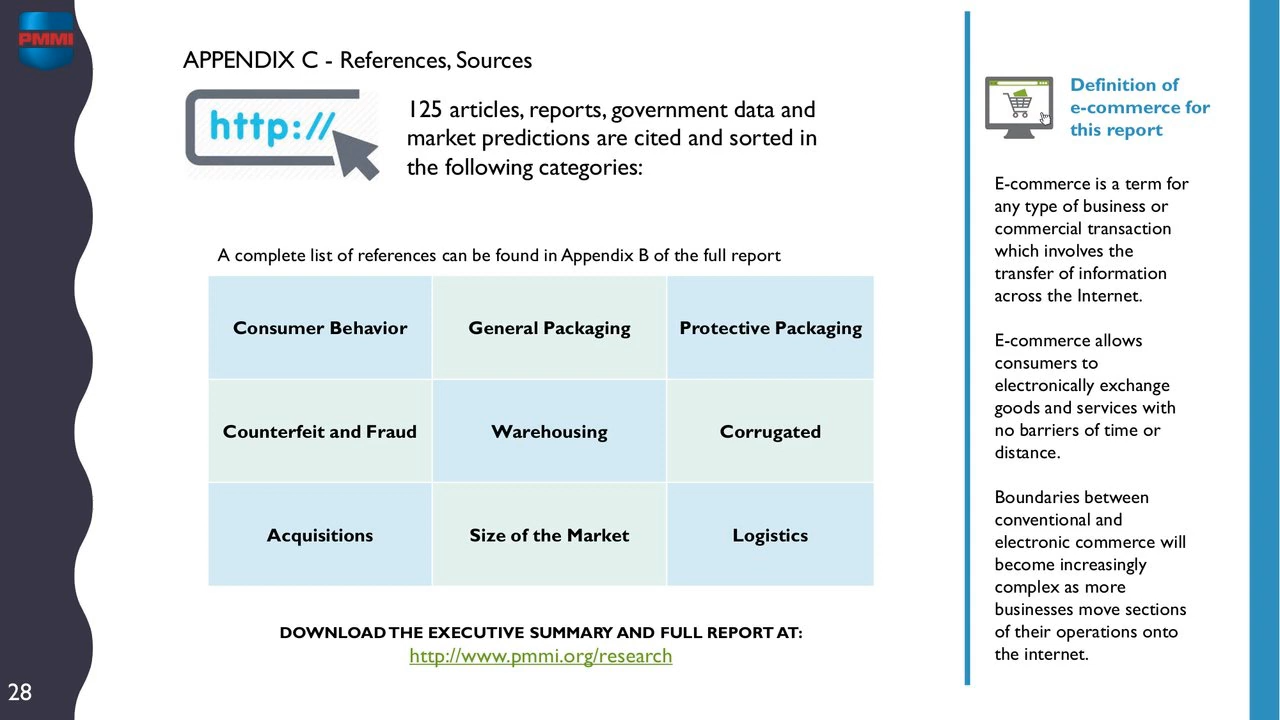 PMMI
APPENDIX C - References, Sources
http://
125 articles, reports, government data and
market predictions are cited and sorted in
the following categories:
A complete list of references can be found in Appendix B of the full report
Consumer Behavior
General Packaging
Protective Packaging
Counterfeit and Fraud
Warehousing
Corrugated
Acquisitions
Size of the Market
Logistics
DOWNLOAD THE EXECUTIVE SUMMARY AND FULL REPORT AT:
http://www.pmmi.org/research
Definition of
e-commerce for
this report
E-commerce is a term for
any type of business or
commercial transaction
which involves the
transfer of information
across the Internet.
E-commerce allows
consumers to
electronically exchange
goods and services with
no barriers of time or
distance.
Boundaries between
conventional and
electronic commerce will
become increasingly
complex as more
businesses move sections
of their operations onto
the internet.
28